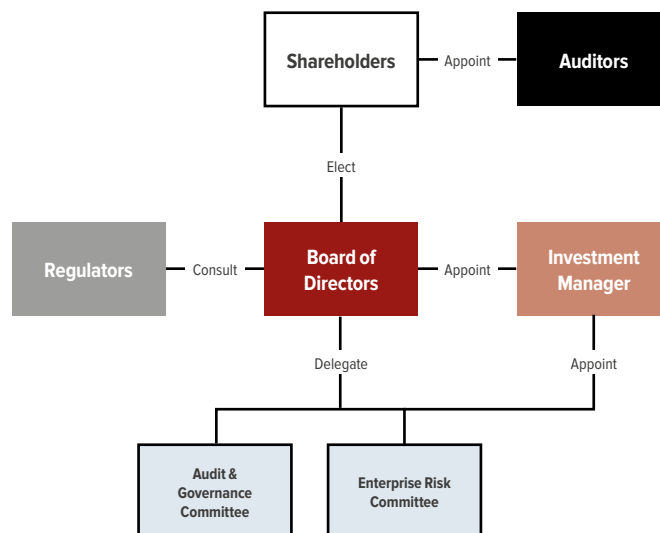 Shareholders
Appoint
Auditors
Elect
Regulators
Consult
Board of
Directors
Appoint
Investment
Manager
Delegate
Appoint
Audit &
Governance
Committee
Enterprise Risk
Committee